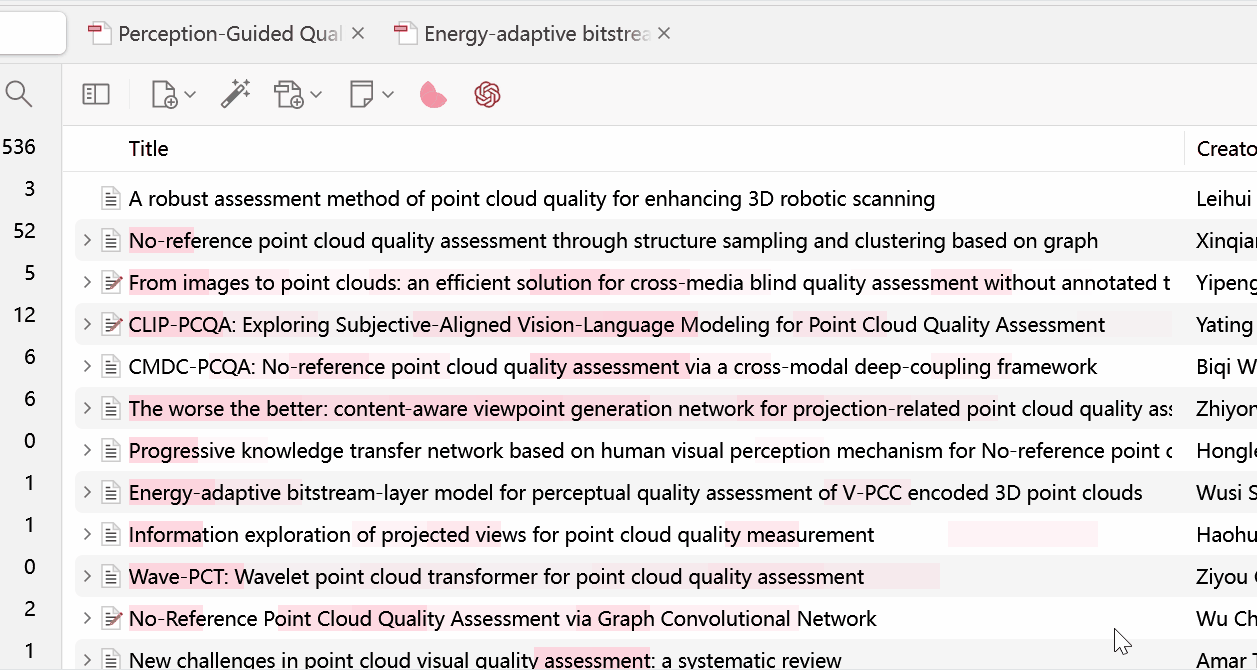 Perception-Guided Qual
Energy-adaptive bitstrea
536
Title
Creato
3
A robust assessment method of point cloud quality for enhancing 3D robotic scanning
Leihui
52
No-reference point cloud quality assessment through structure sampling and clustering based on graph
Xinqia
5
From images to point clouds: an efficient solution for cross-media blind quality assessment without annotated t
Yipeng
12
CLIP-PCQA: Exploring Subjective-Aligned Vision-Language Modeling for Point Cloud Quality Assessment
Yating
6
CMDC-PCQA: No-reference point cloud quality assessment via a cross-modal deep-coupling framework
Biqi W
6
The worse the better: content-aware viewpoint generation network for projection-related point cloud quality ass
Zhiyon
0
Progressive knowledge transfer network based on human visual perception mechanism for No-reference point c
Hongle
1
Energy-adaptive bitstream-layer model for perceptual quality assessment of V-PCC encoded 3D point clouds
Wusi S
1
Information exploration of projected views for point cloud quality measurement
Haohu
0
Wave-PCT: Wavelet point cloud transformer for point cloud quality assessment
Ziyou
2
No-Reference Point Cloud Quality Assessment via Graph Convolutional Network
Wu Ch
1
New challenges in point cloud visual quality assessment: a systematic review
Amar T